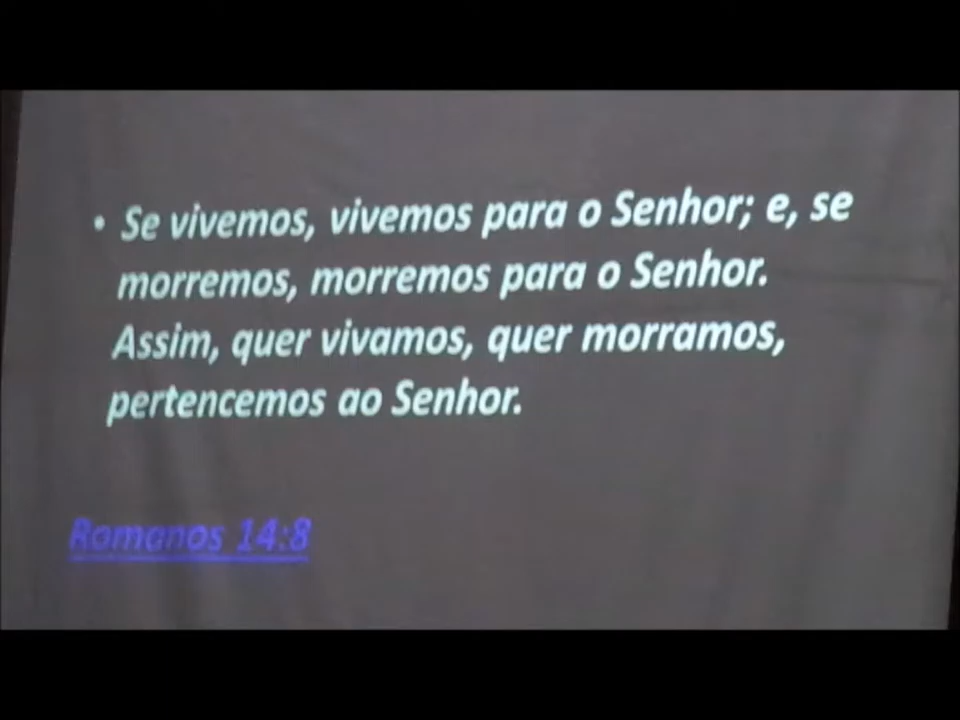 • Se vivemos, vivemos para o Senhor; e, se
morremos, morremos para o Senhor.
Assim, quer vivamos, quer morramos,
pertencemos ao Senhor.
Romanos 14:8